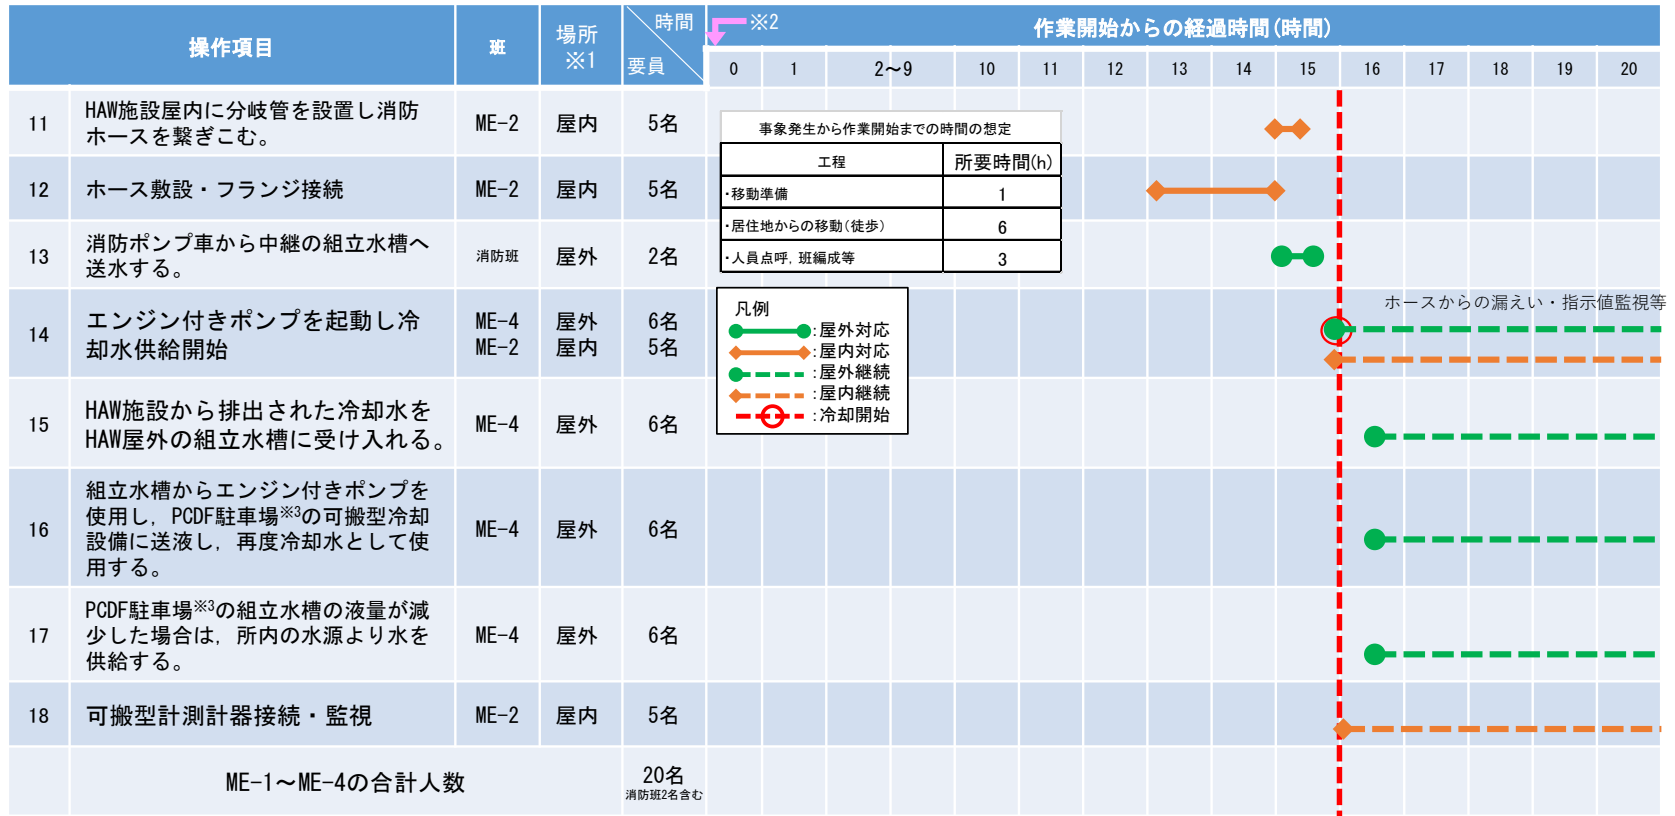 操作項目
班
場所
※1
時間
要員
※2
作業開始からの経過時間(時間)
0
1
2～9
10
11
12
13
14
15
16
17
18
19
20
11
HAW施設屋内に分岐管を設置し消防
ホースを繋ぎこむ。
ME-2
屋内
5名
12
ホース敷設・フランジ接続
ME-2
屋内
5名
13
消防ポンプ車から中継の組立水槽へ
送水する。
消防班
屋外
2名
14
エンジン付きポンプを起動し冷
却水供給開始
ME-4
ME-2
屋外
屋内
6名
5名
ホースからの漏えい・指示値監視等
15
HAW施設から排出された冷却水を
HAW屋外の組立水槽に受け入れる。
ME-4
屋外
6名
16
組立水槽からエンジン付きポンプを
使用し，PCDF駐車場※3の可搬型冷却
設備に送液し，再度冷却水として使
用する。
ME-4
屋外
6名
17
PCDF駐車場※3の組立水槽の液量が減
少した場合は，所内の水源より水を
供給する。
ME-4
屋外
6名
18
可搬型計測計器接続・監視
ME-2
屋内
5名
ME-1～ME-4の合計人数
20名
消防班2名含む
事象発生から作業開始までの時間の想定
工程
所要時間(h)
・移動準備
1
・居住地からの移動（徒歩）
6
・人員点呼，班編成等
3
凡例
：屋外対応
：屋内対応
：屋外継続
：屋内継続
：冷却開始